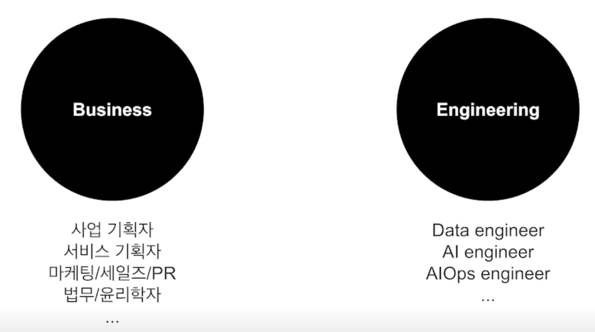 Business
사업 기획자
서비스 기획자
마케팅/세일즈/PR
법무/윤리학자
...
Engineering
Data engineer
AI engineer
AIOps engineer
...